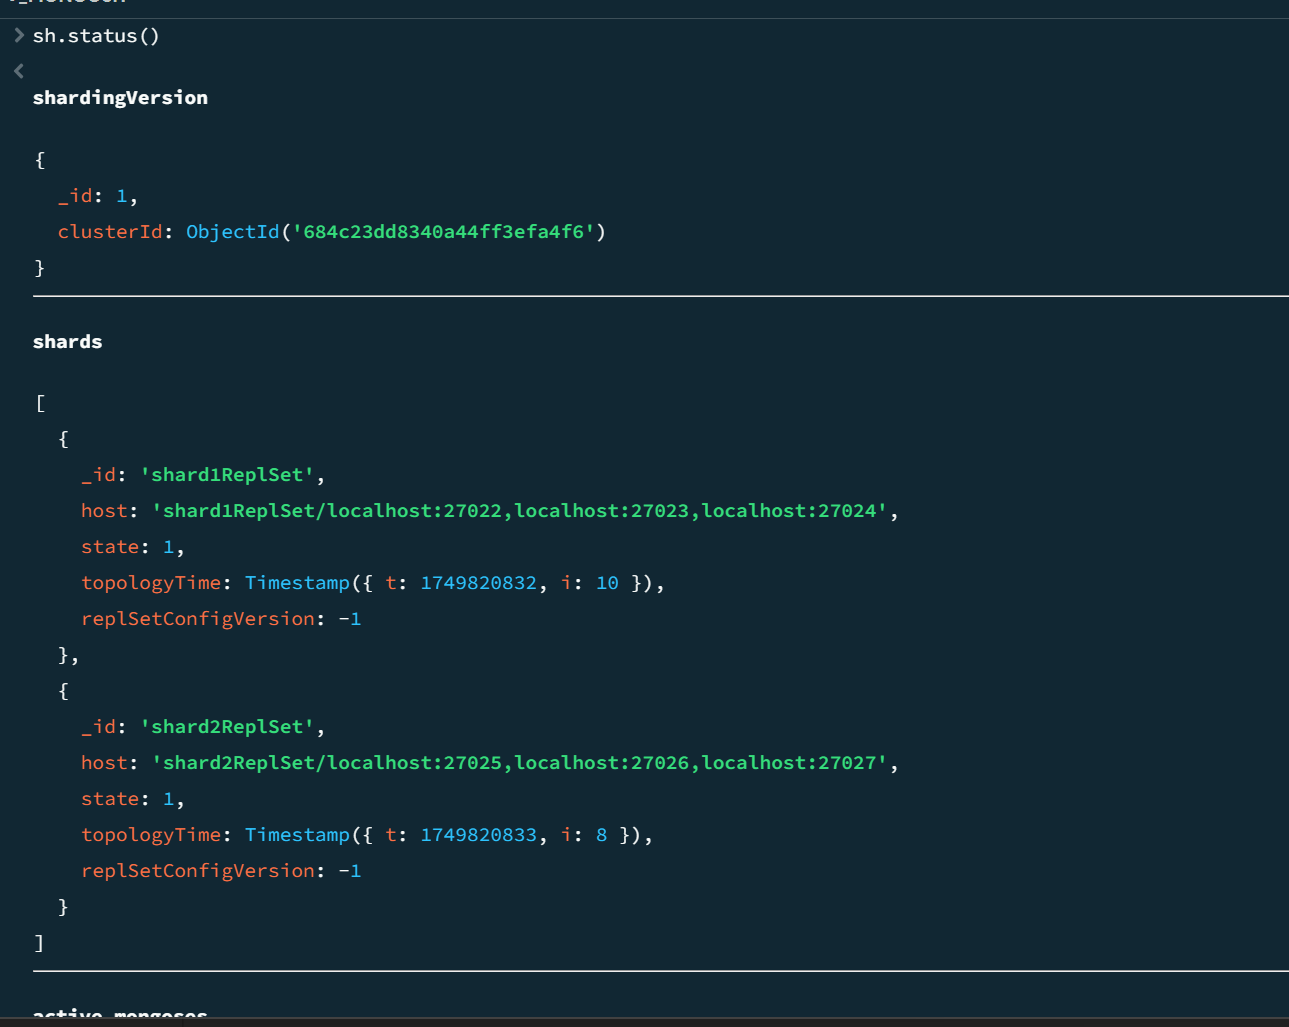 sh.status()
shardingVersion
{
_id: 1,
clusterId: ObjectId('684c23dd8340a44ff3efa4f6')
}
shards
[
{
_id: 'shard1ReplSet',
host: 'shard1ReplSet/localhost:27022,localhost:27023,localhost:27024',
state: 1,
topologyTime: Timestamp({ t: 1749820832, i: 10 }),
replSetConfigVersion: -1
},
{
_id: 'shard2ReplSet',
host: 'shard2ReplSet/localhost:27025,localhost:27026,localhost:27027',
state: 1,
topologyTime: Timestamp({ t: 1749820833, i: 8 }),
replSetConfigVersion: -1
}
]
active mongoses